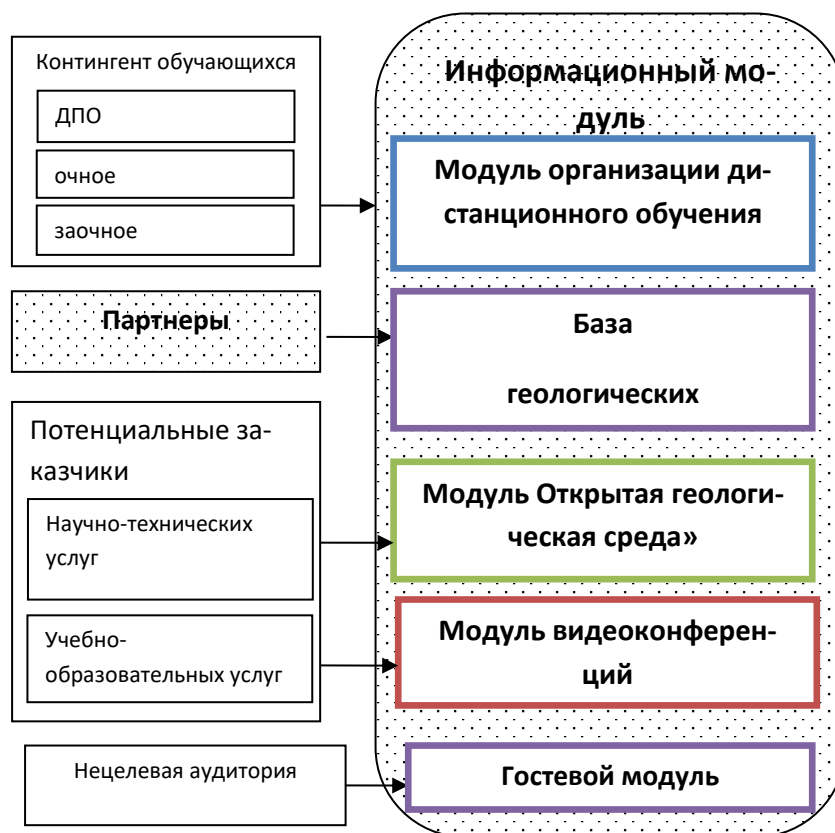 Контингент обучающихся
ДПО
очное
заочное
Партнеры
Потенциальные за-
казчики
Научно-технических
услуг
Учебно-
образовательных услуг
Нецелевая аудитория
Информационный мо-
дуль
Модуль организации ди-
станционного обучения
База
геологических
Модуль Открытая геологи-
ческая среда»
Модуль видеоконферен-
ций
Гостевой модуль